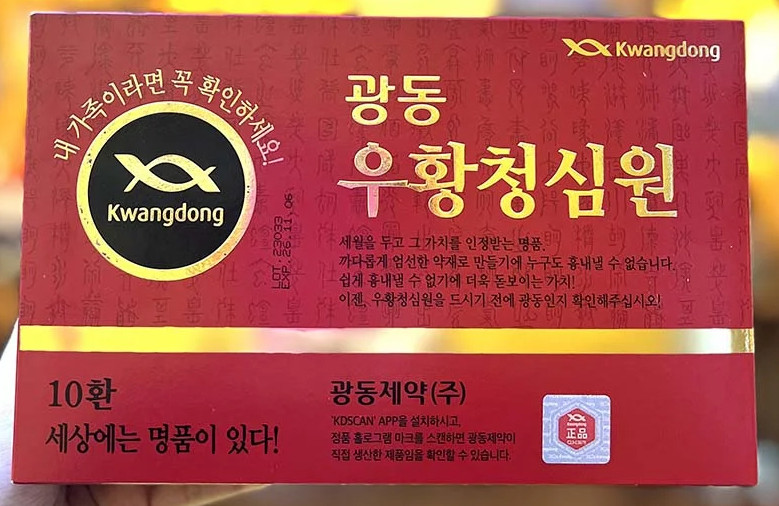 Kwangdong
내 가족이라면 꼭 확인하세요!
Kwangdong
LOT. 23033
EXP. 26.11.06
광동
우황청심원
세월을 두고 그 가치를 인정받는 명품,
까다롭게 엄선한 약재로 만들기에 누구도 흉내낼 수 없습니다.
쉽게 흉내낼 수 없기에 더욱 돋보이는 가치!
이젠, 우황청심원을 드시기 전에 광동인지 확인해주십시오!
10환
세상에는 명품이 있다!
광동제약(주)
'KDSCAN' APP을 설치하시고,
정품 홀로그램 마크를 스캔하면 광동제약이
직접 생산한 제품임을 확인할 수 있습니다.
正品